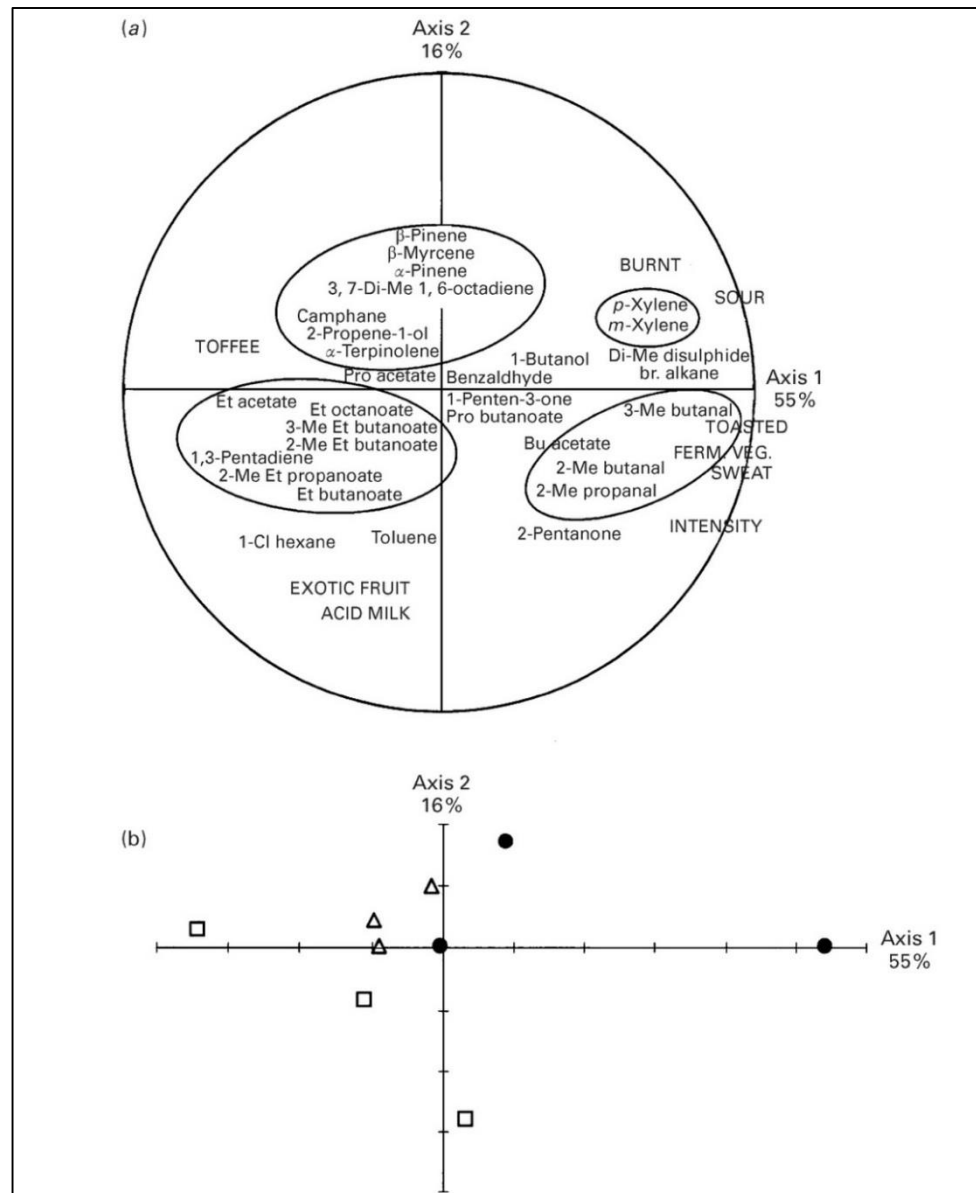 (a)
Axis 2
16%
β-Pinene
β-Myrcene
α-Pinene
3, 7-Di-Me 1, 6-octadiene
Camphane
2-Propene-1-ol
α-Terpinolene
TOFFEE
Pro acetate
BURNT
SOUR
p-Xylene
m-Xylene
1-Butanol
Di-Me disulphide
br. alkane
Benzaldhyde
Axis 1
55%
Et acetate
Et octanoate
3-Me Et butanoate
2-Me Et butanoate
1,3-Pentadiene
2-Me Et propanoate
Et butanoate
1-Penten-3-one
Pro butanoate
3-Me butanal
TOASTED
Bu acetate
FERM. VEG.
2-Me butanal
SWEAT
2-Me propanal
2-Pentanone
INTENSITY
1-Cl hexane
Toluene
EXOTIC FRUIT
ACID MILK
(b)
Axis 2
16%
Axis 1
55%